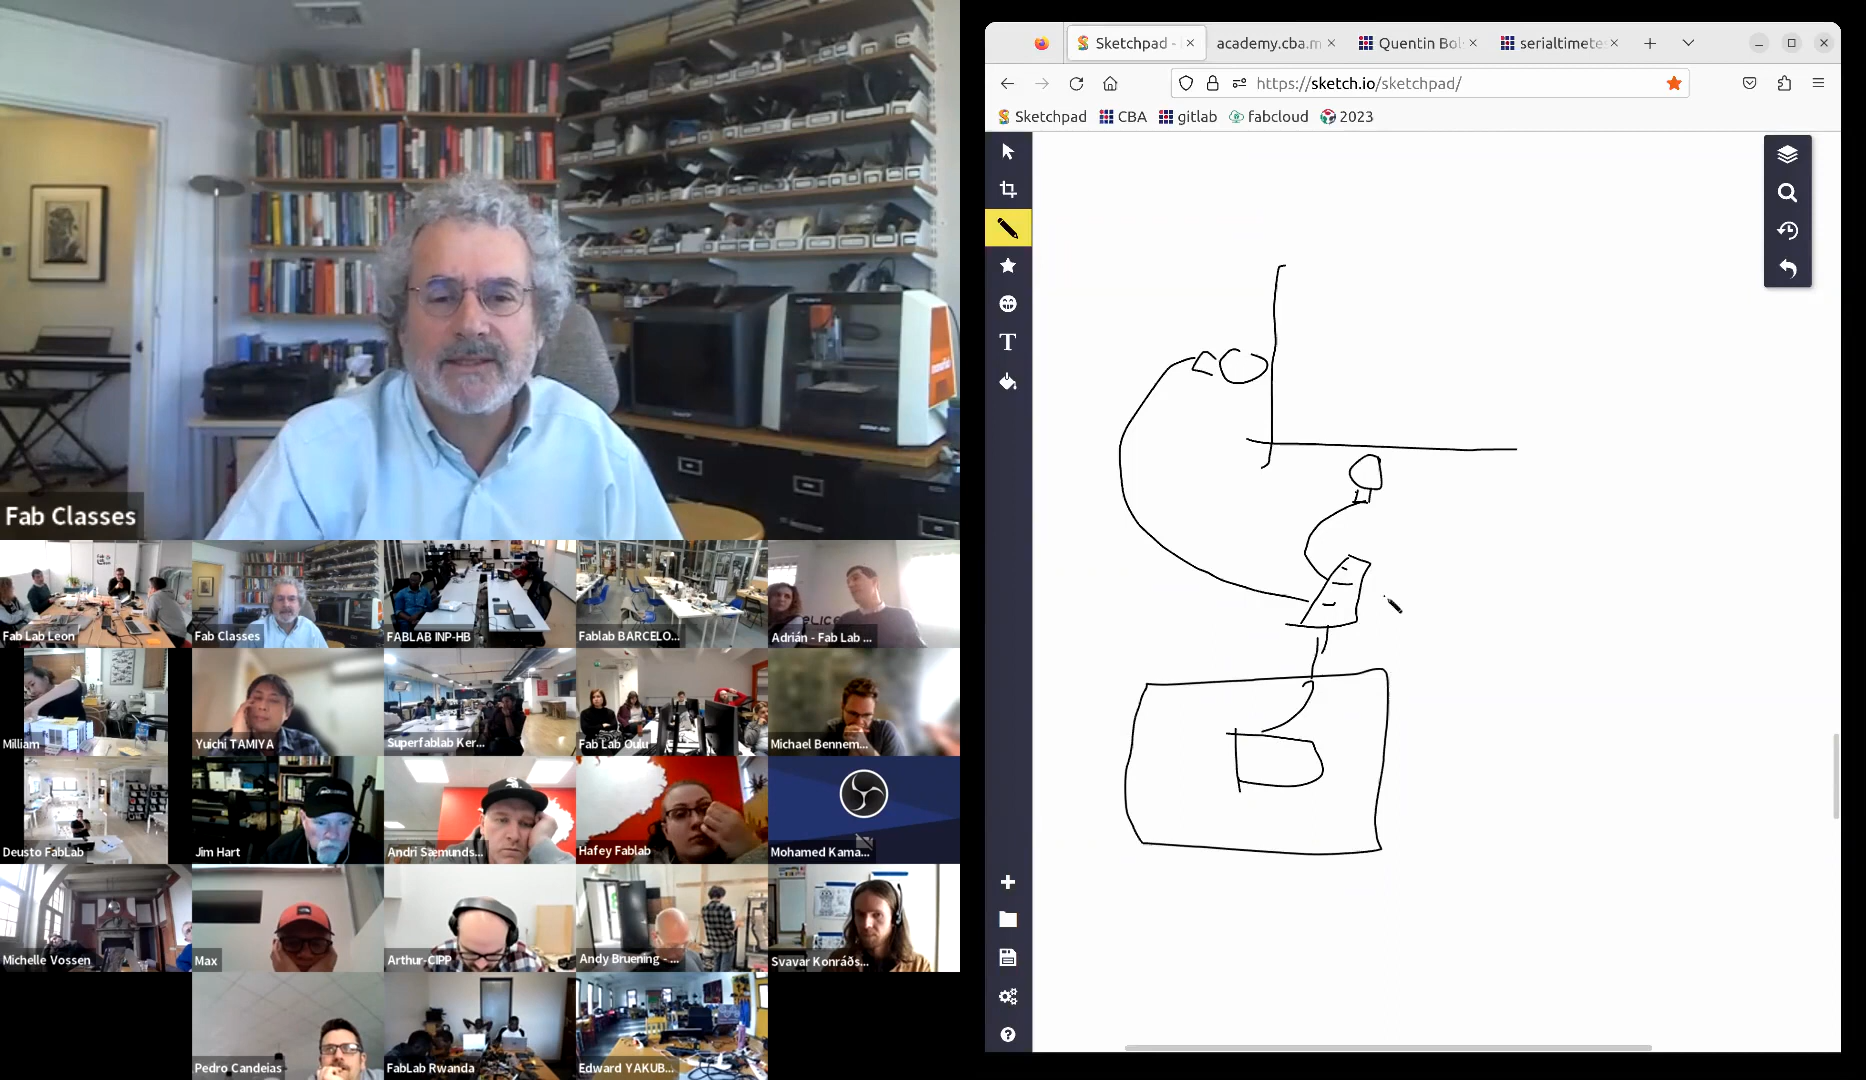 Fab Classes
Fab Lab Leon
Fab Classes
FABLAB INP-HB
Fablab BARCELO...
Adrián - Fab Lab ...
Milliam
Yuichi TAMIYA
Superfablab Ker...
Fab Lab Oulu
Michael Bennem...
Deusto FabLab
Jim Hart
Andri Sæmunds...
Hafey Fablab
Mohamed Kama...
Michelle Vossen
Max
Arthur-CIPP
Andy Bruening - ...
Svavar Konráðs...
Pedro Candeias
FabLab Rwanda
Edward YAKUB...
Sketchpad -
academy.cba.m
Quentin Bol
serialtimetes
https://sketch.io/sketchpad/
Sketchpad
CBA
gitlab
fabcloud
2023
T